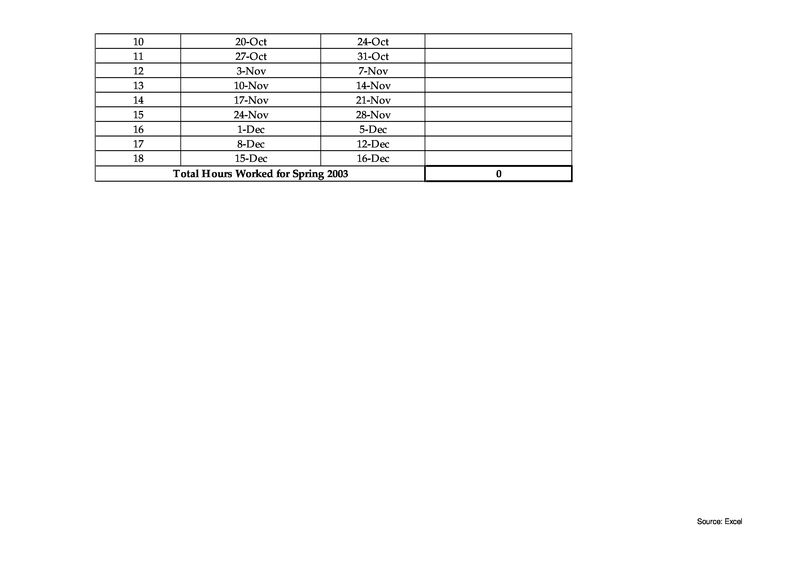 10 20-Oct 24-Oct
11 27-Oct 31-Oct
12 3-Nov 7-Nov
13 10-Nov 14-Nov
14 17-Nov 21-Nov
15 24-Nov 28-Nov
16 1-Dec 5-Dec
17 8-Dec 12-Dec
18 15-Dec 16-Dec
Total Hours Worked for Spring 2003 0
Source: Excel